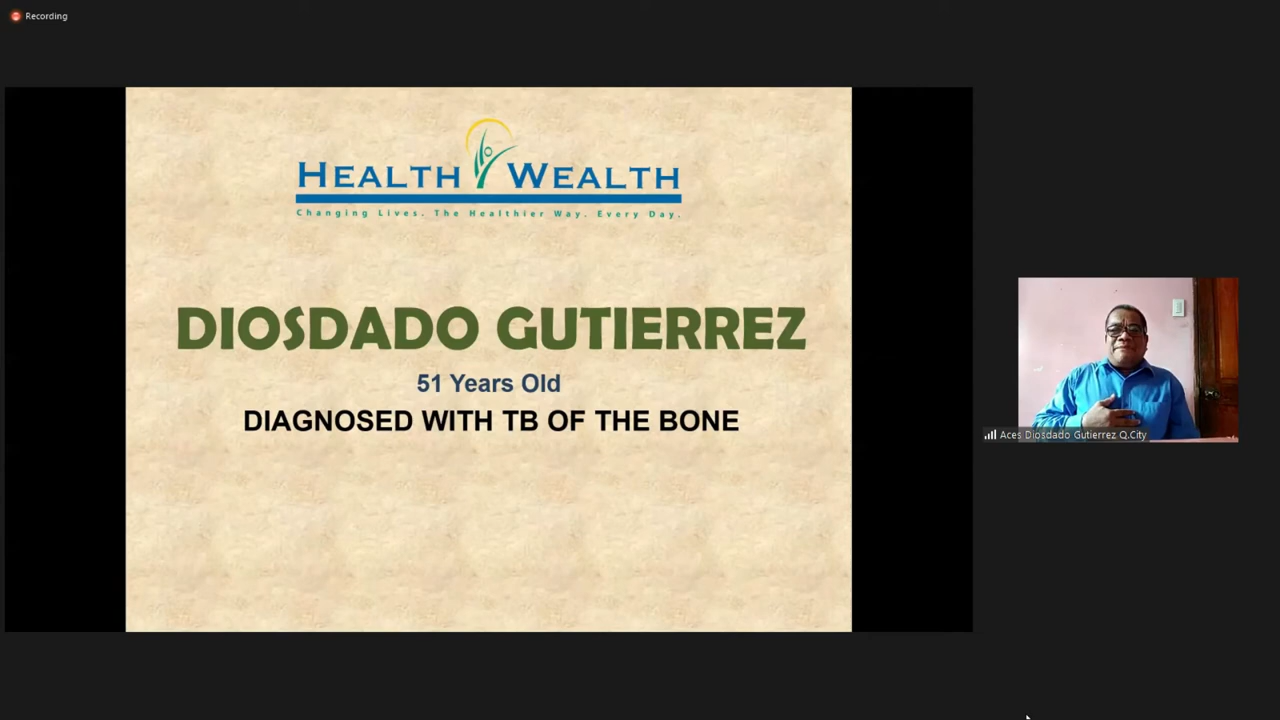 Recording
HEALTH WEALTH
Changing Lives. The Healthier Way. Every Day.
DIOSDADO GUTIERREZ
51 Years Old
DIAGNOSED WITH TB OF THE BONE
Aces Diosdado Gutierrez Q.City